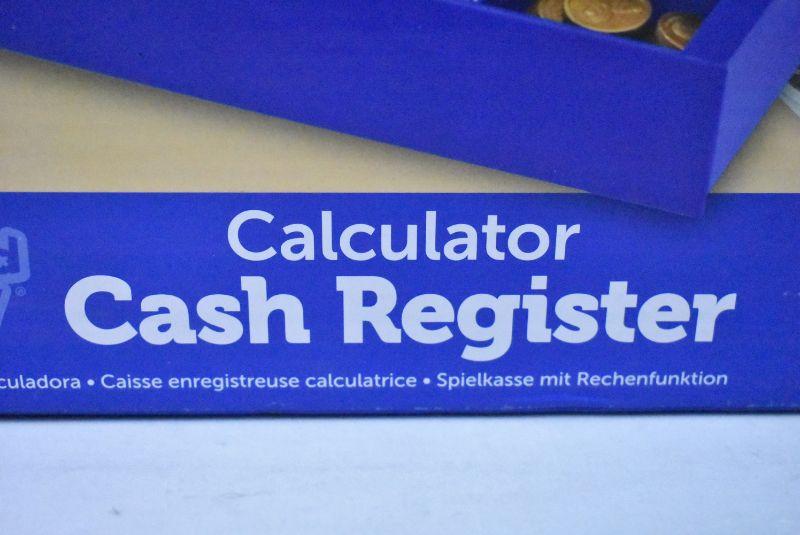 Calculator
Cash Register
culadora • Caisse enregistreuse calculatrice • Spielkasse mit Rechenfunktion